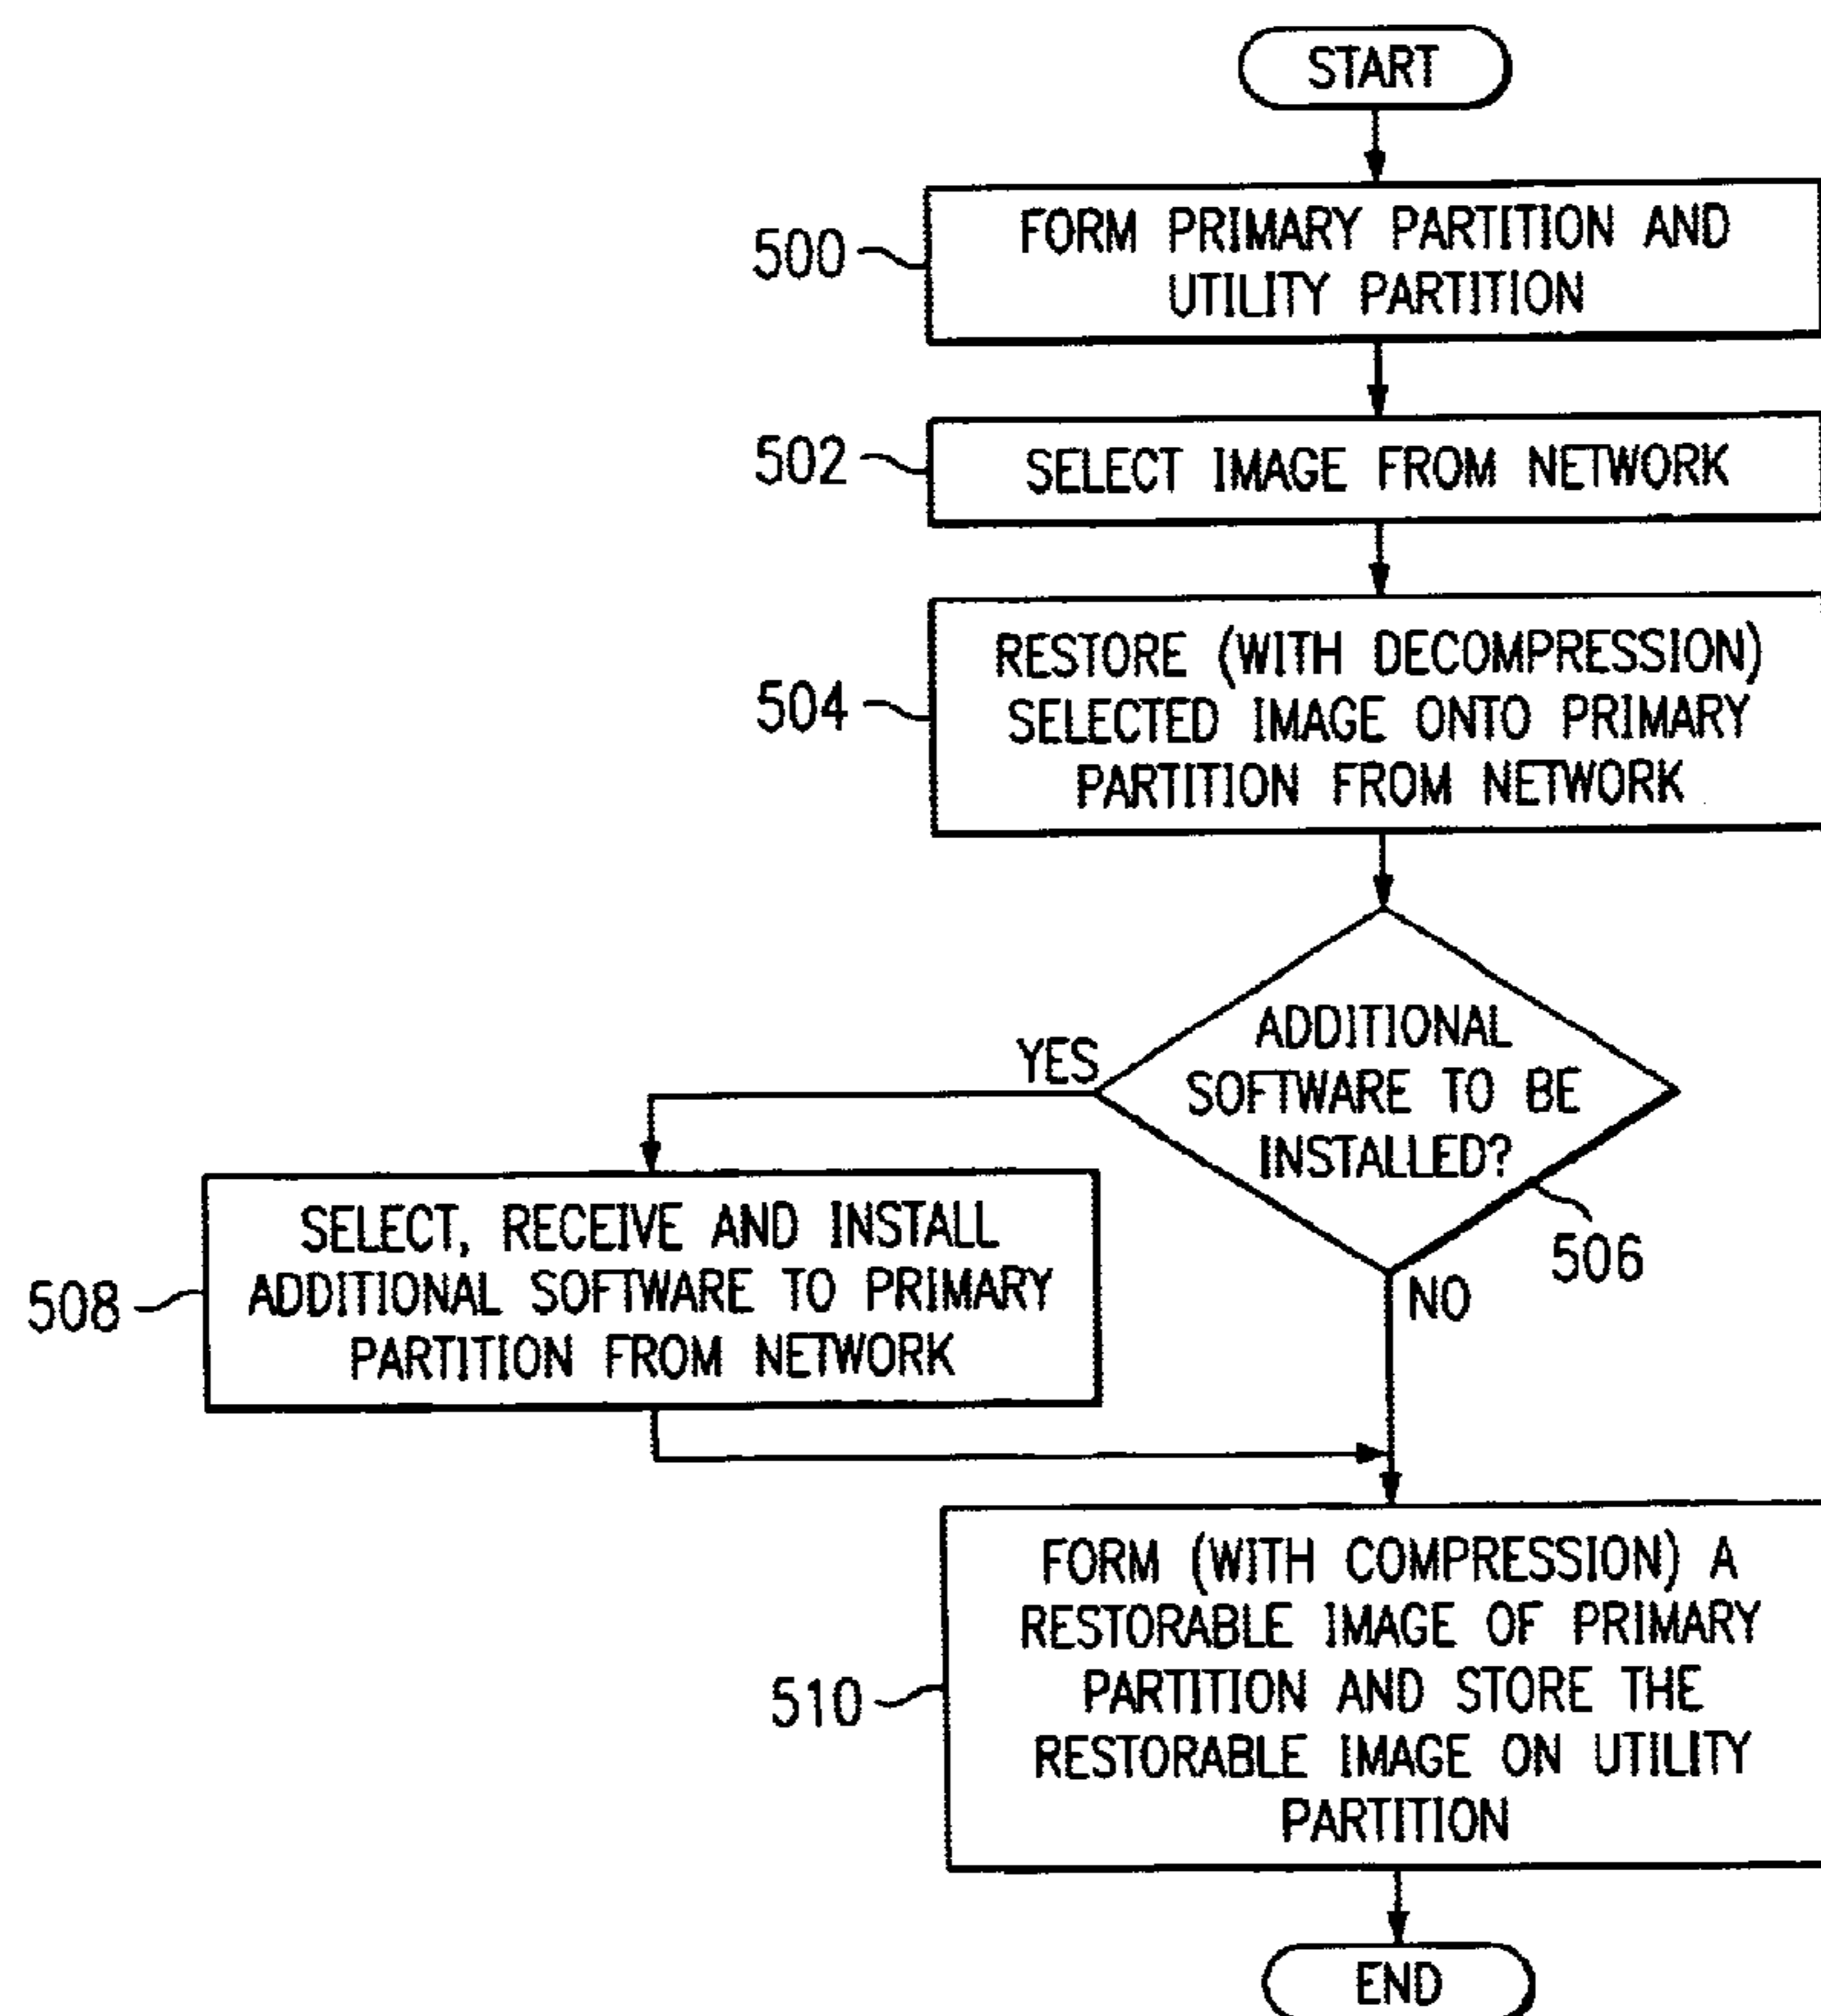 START
500
FORM PRIMARY PARTITION AND
UTILITY PARTITION
502
SELECT IMAGE FROM NETWORK
504
RESTORE (WITH DECOMPRESSION)
SELECTED IMAGE ONTO PRIMARY
PARTITION FROM NETWORK
ADDITIONAL
SOFTWARE TO BE
INSTALLED?
YES
506
NO
508
SELECT, RECEIVE AND INSTALL
ADDITIONAL SOFTWARE TO PRIMARY
PARTITION FROM NETWORK
510
FORM (WITH COMPRESSION) A
RESTORABLE IMAGE OF PRIMARY
PARTITION AND STORE THE
RESTORABLE IMAGE ON UTILITY
PARTITION
END